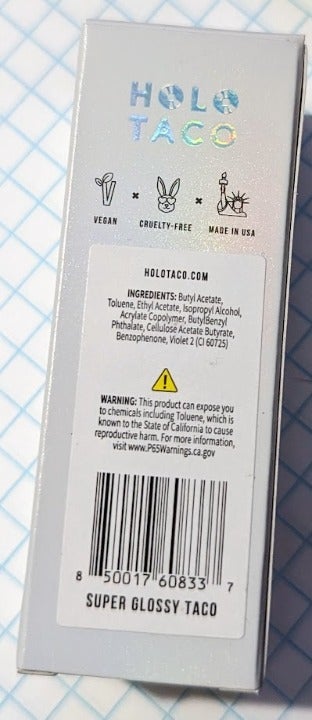 HOLO
TACO
VEGAN × CRUELTY-FREE × MADE IN USA
HOLOTACO.COM
INGREDIENTS: Butyl Acetate,
Toluene, Ethyl Acetate, Isopropyl Alcohol,
Acrylate Copolymer, ButylBenzyl
Phthalate, Cellulose Acetate Butyrate,
Benzophenone, Violet 2 (CI 60725)
WARNING: This product can expose you
to chemicals including Toluene, which is
known to the State of California to cause
reproductive harm. For more information,
visit www.P65Warnings.ca.gov
8 50017 60833 7
SUPER GLOSSY TACO